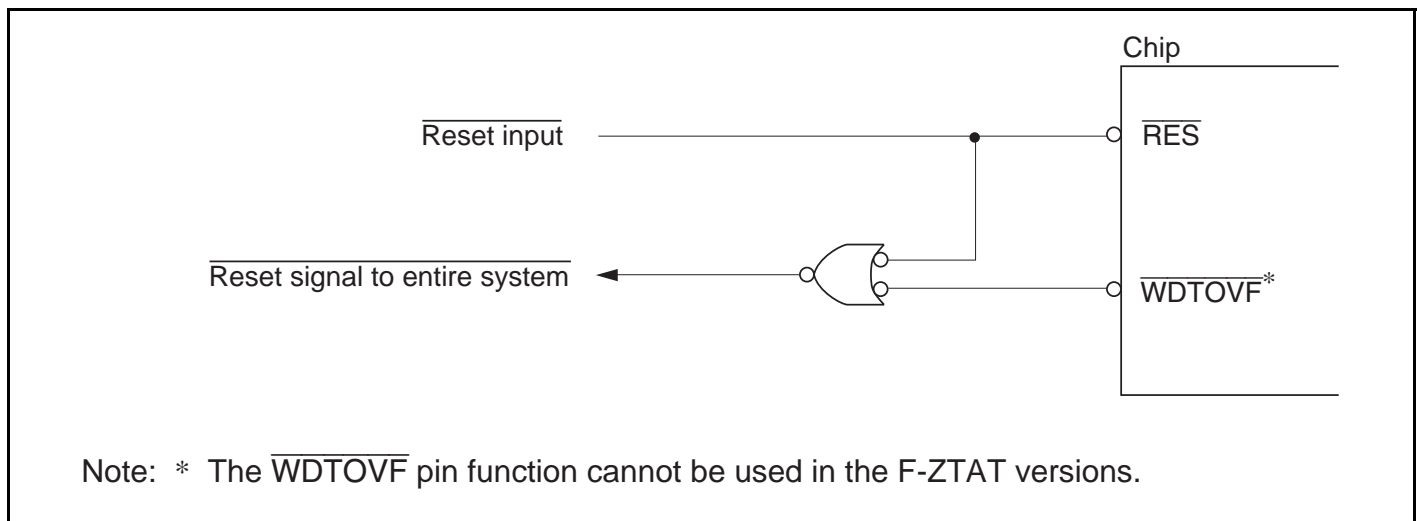 Chip
Reset input
RES
Reset signal to entire system
WDTOVF*
Note: * The WDTOVF pin function cannot be used in the F-ZTAT versions.